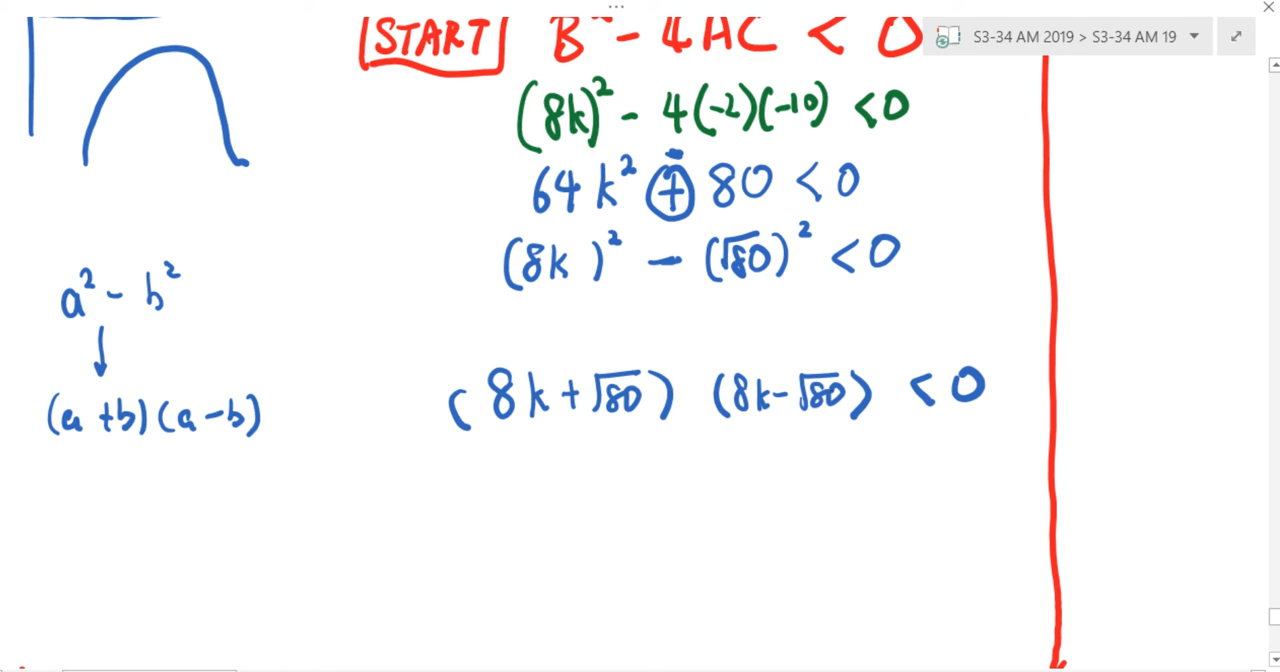 START B² - 4AC < 0
S3-34 AM 2019 > S3-34 AM 19
(8k)² - 4(-2)(-10) < 0
64k² + 80 < 0
(8k)² - (√80)² < 0
a² - b²
↓
(a+b)(a-b)
(8k+√80)(8k-√80) < 0